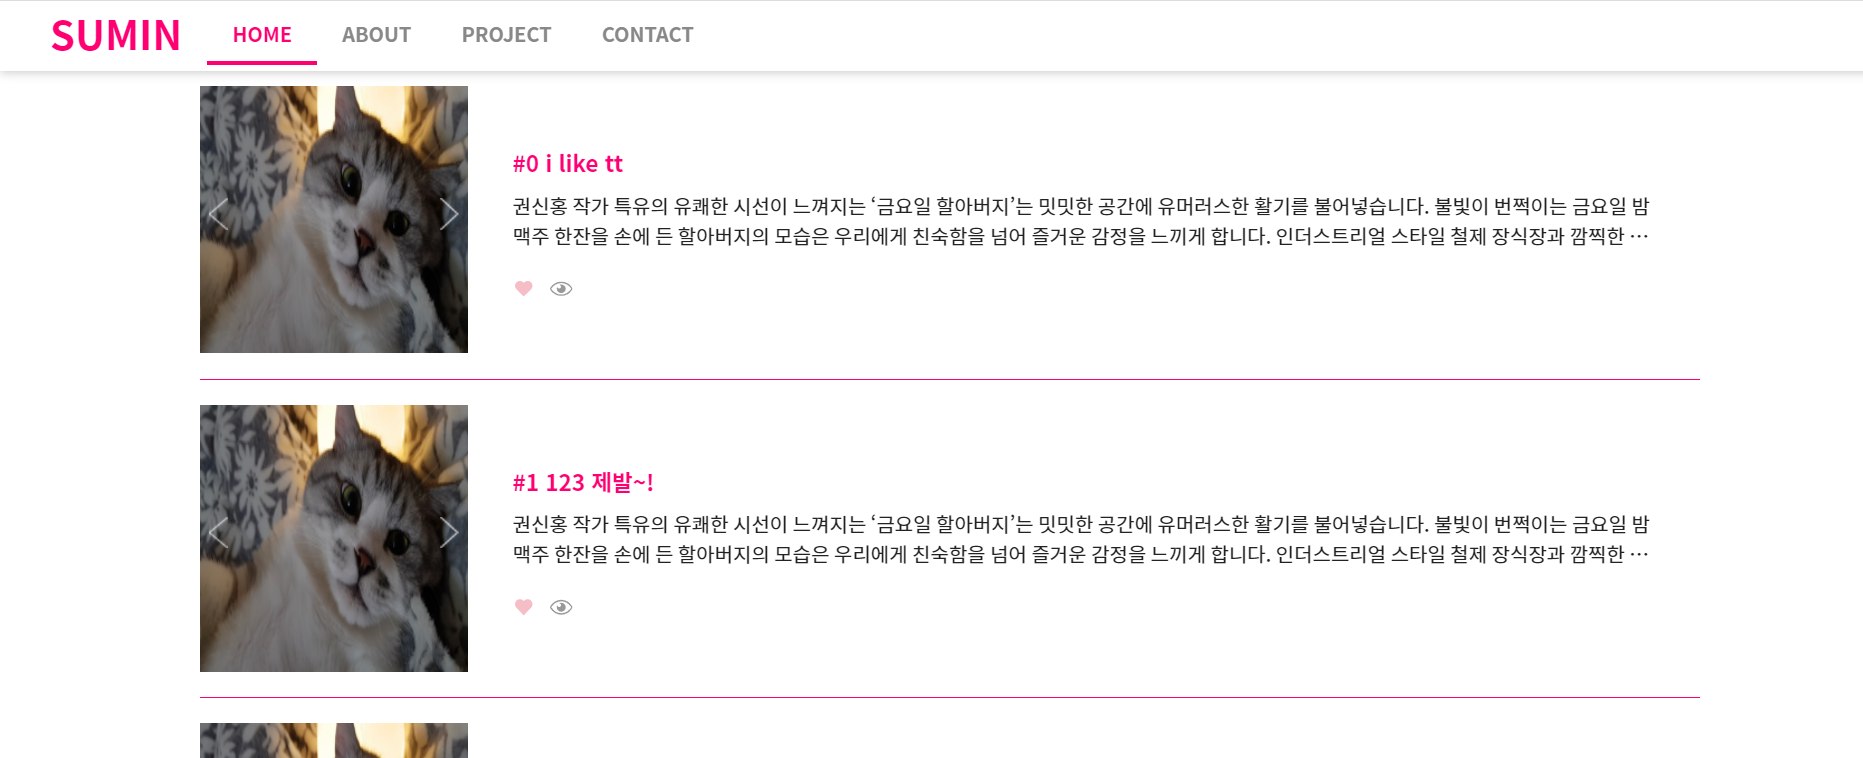 SUMIN
HOME
ABOUT
PROJECT
CONTACT
#0 i like tt
권신홍 작가 특유의 유쾌한 시선이 느껴지는 ‘금요일 할아버지’는 밋밋한 공간에 유머러스한 활기를 불어넣습니다. 불빛이 번쩍이는 금요일 밤
맥주 한잔을 손에 든 할아버지의 모습은 우리에게 친숙함을 넘어 즐거운 감정을 느끼게 합니다. 인더스트리얼 스타일 철제 장식장과 깜찍한 …
#1 123 제발~!
권신홍 작가 특유의 유쾌한 시선이 느껴지는 ‘금요일 할아버지’는 밋밋한 공간에 유머러스한 활기를 불어넣습니다. 불빛이 번쩍이는 금요일 밤
맥주 한잔을 손에 든 할아버지의 모습은 우리에게 친숙함을 넘어 즐거운 감정을 느끼게 합니다. 인더스트리얼 스타일 철제 장식장과 깜찍한 …